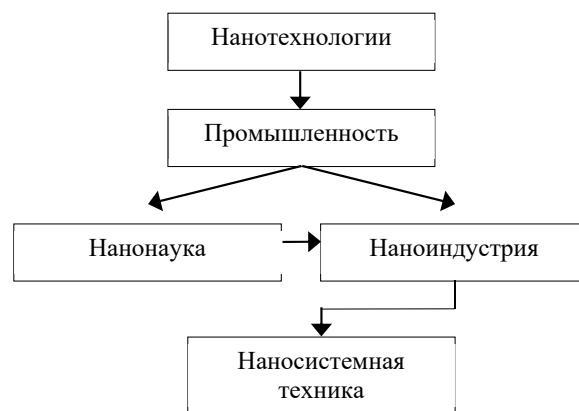 Нанотехнологии
Промышленность
Нанонаука
Наноиндустрия
Наносистемная
техника